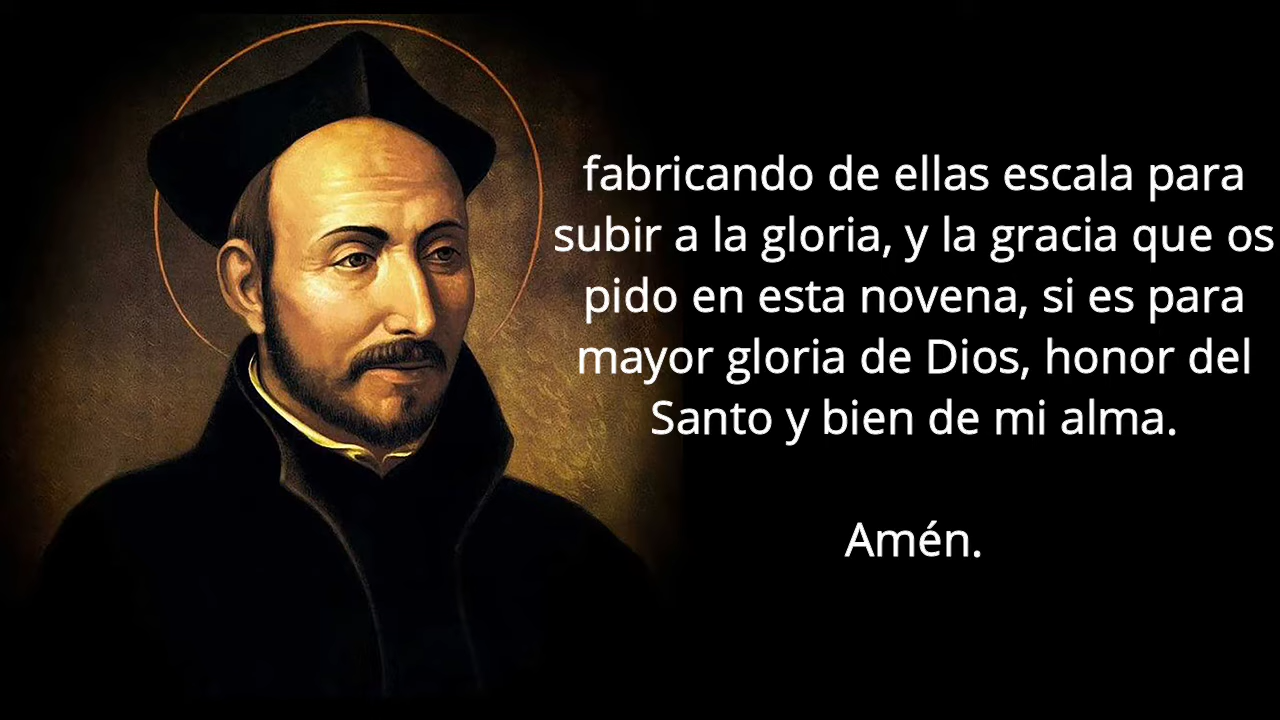 fabricando de ellas escala para
subir a la gloria, y la gracia que os
pido en esta novena, si es para
mayor gloria de Dios, honor del
Santo y bien de mi alma.
Amén.